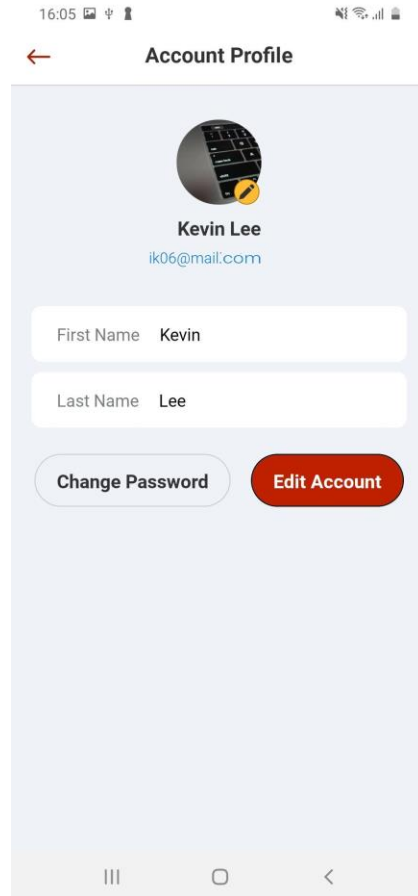 16:05
Account Profile
Kevin Lee
ik06@mail.com
First Name Kevin
Last Name Lee
Change Password Edit Account